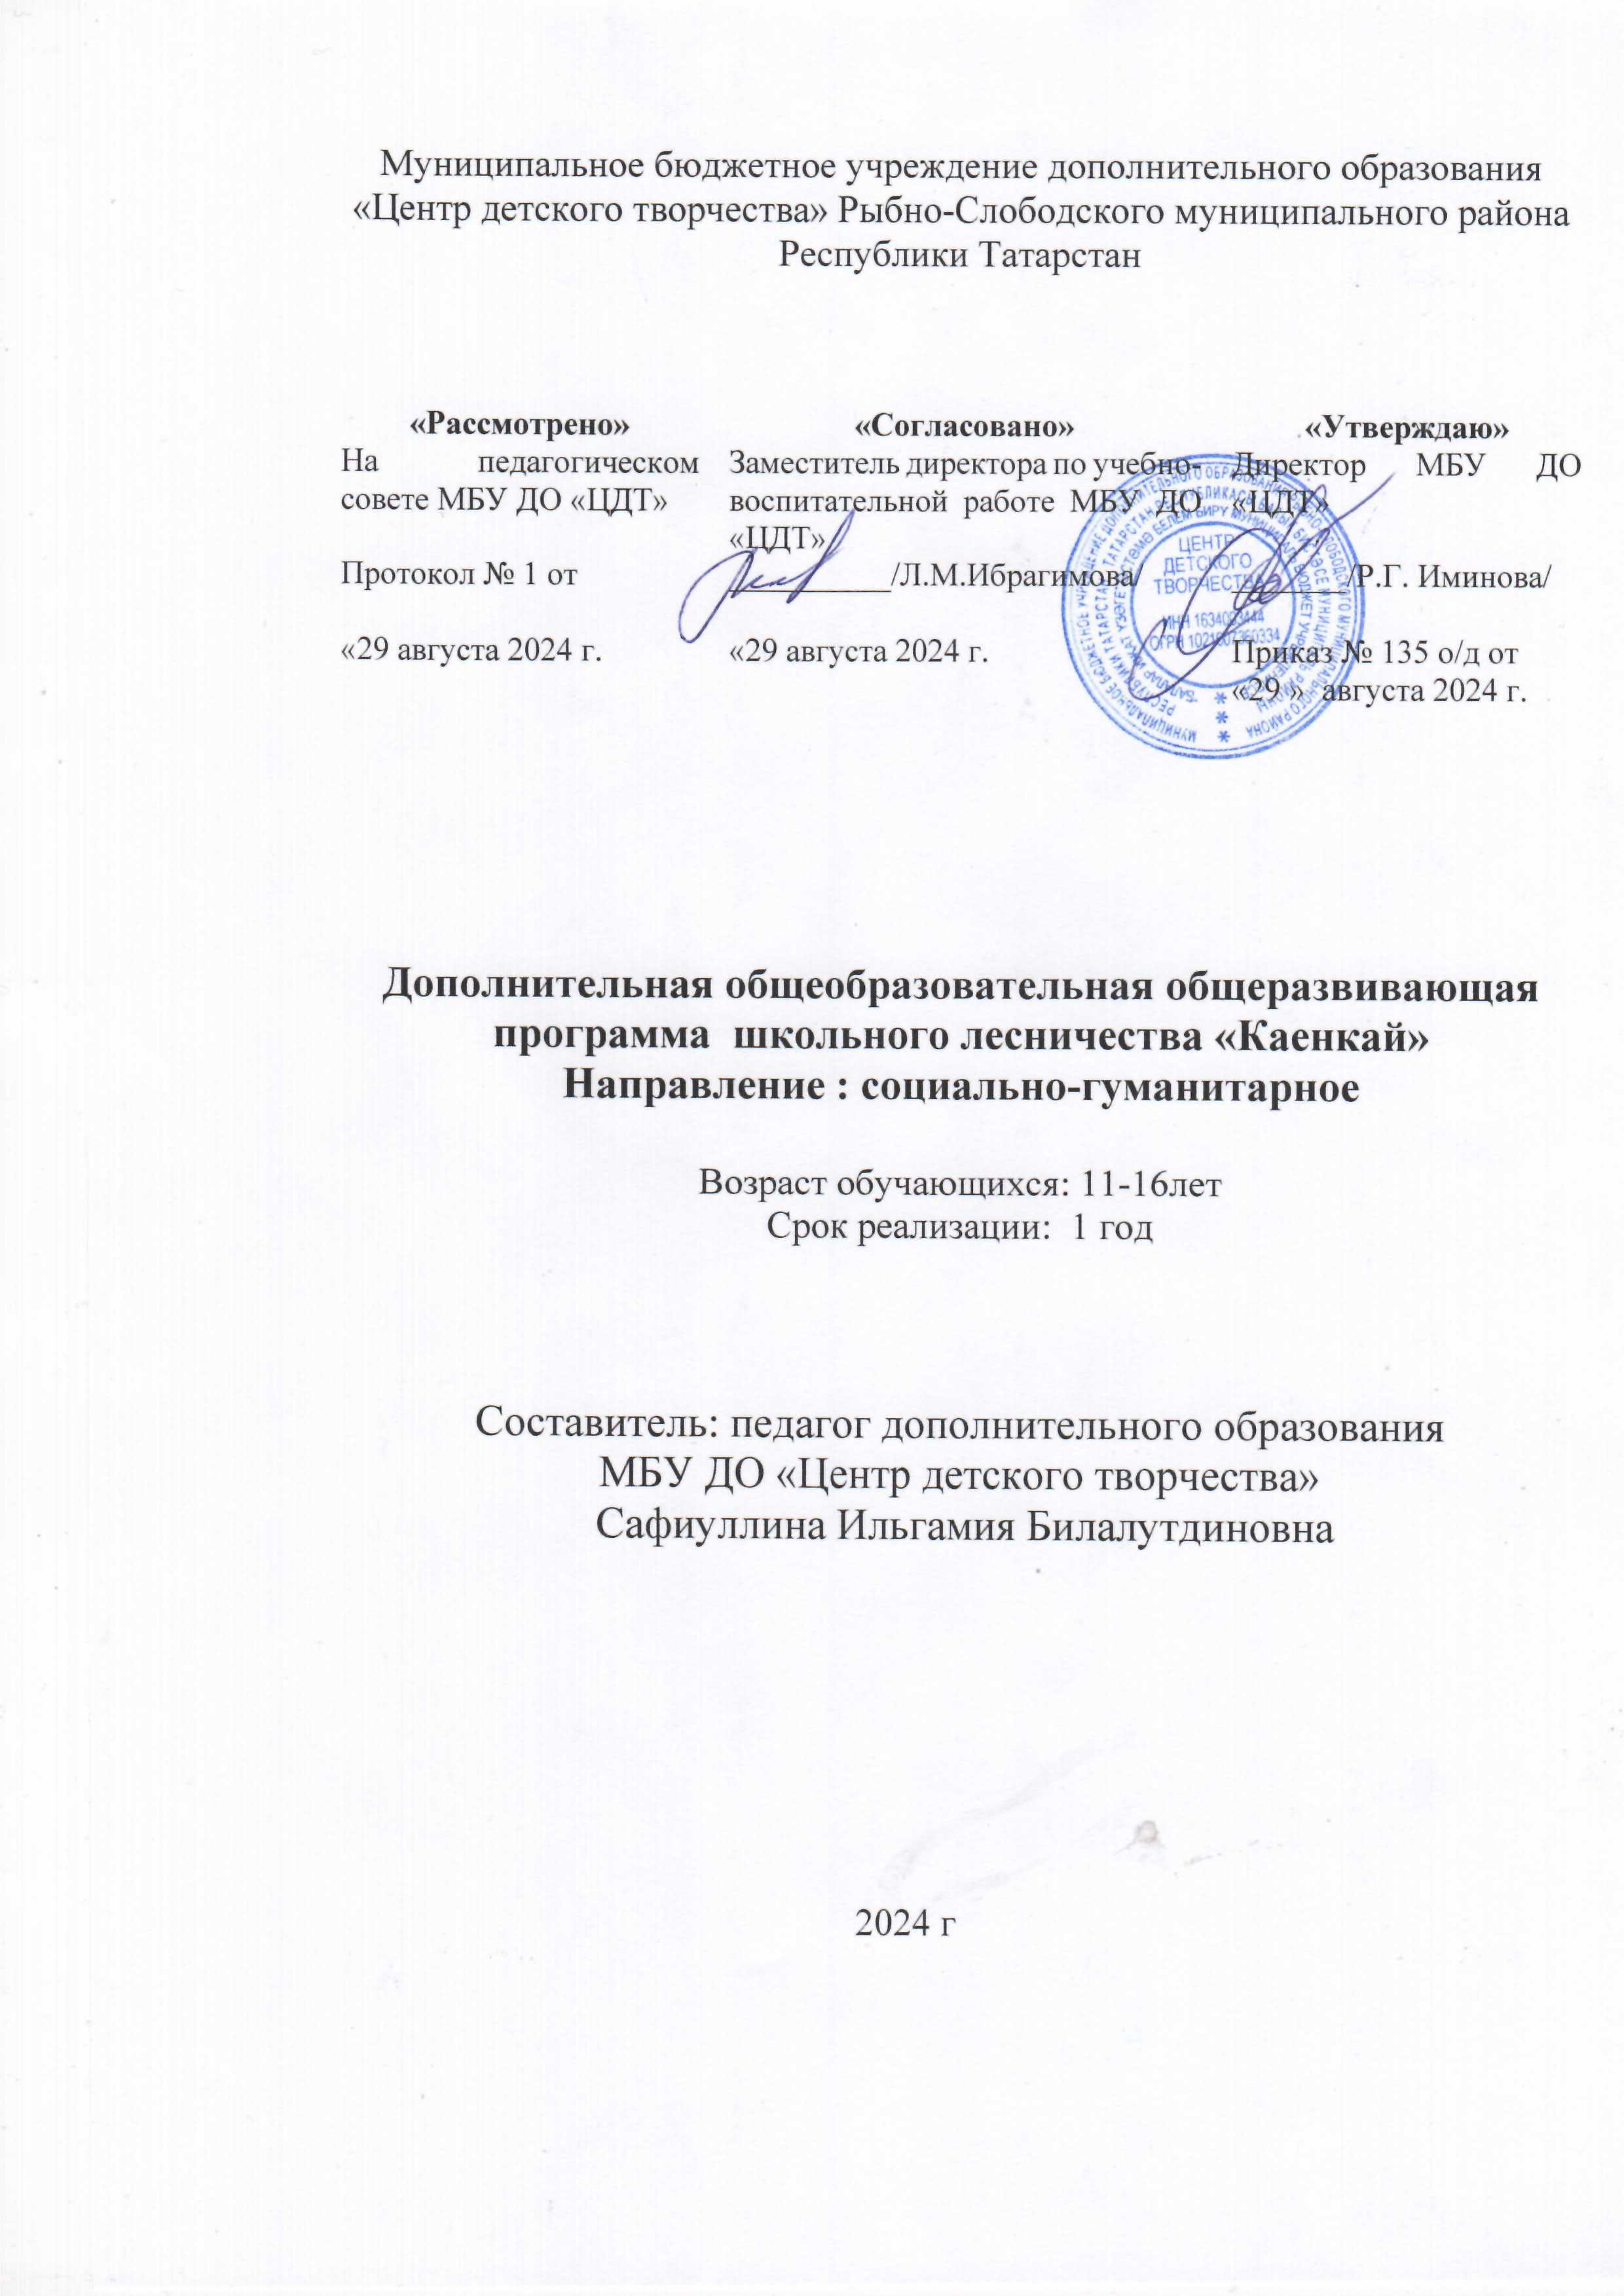 Муниципальное бюджетное учреждение дополнительного образования
«Центр детского творчества» Рыбно-Слободского муниципального района
Республики Татарстан
«Рассмотрено»
На педагогическом
совете МБУ ДО «ЦДТ»
Протокол № 1 от
«29 августа 2024 г.
«Согласовано»
Заместитель директора по учебно-
воспитательной работе МБУ ДО
«ЦДТ»
__________/Л.М.Ибрагимова/
«29 августа 2024 г.
«Утверждаю»
Директор МБУ ДО
«ЦДТ»
_______/Р.Г. Иминова/
Приказ № 135 о/д от
«29 » августа 2024 г.
ЦЕНТР
ДЕТСКОГО
ТВОРЧЕСТВА
ИНН
ОГРН
Дополнительная общеобразовательная общеразвивающая
программа школьного лесничества «Каенкай»
Направление : социально-гуманитарное
Возраст обучающихся: 11-16лет
Срок реализации: 1 год
Составитель: педагог дополнительного образования
МБУ ДО «Центр детского творчества»
Сафиуллина Ильгамия Билалутдиновна
2024 г